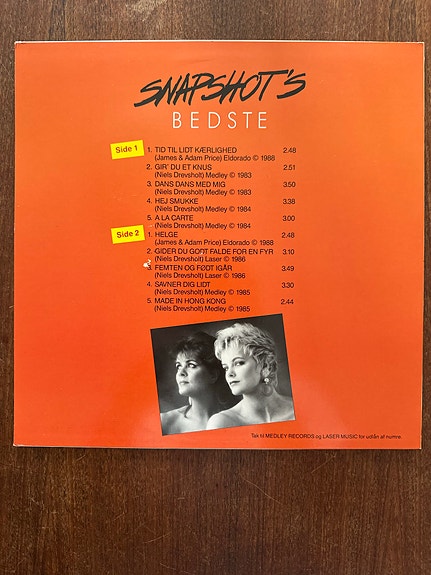 SNAPSHOT'S
BEDSTE
Side 1 1. TID TIL LIDT KÆRLIGHED 2.48
(James & Adam Price) Eldorado © 1988
2. GIR' DU ET KNUS 2.51
(Niels Drevsholt) Medley © 1983
3. DANS DANS MED MIG 3.50
(Niels Drevsholt) Medley © 1983
4. HEJ SMUKKE 3.38
(Niels Drevsholt) Medley © 1984
5. A LA CARTE 3.00
(Niels Drevsholt) Medley © 1984
Side 2 1. HELGE 2.48
(James & Adam Price) Eldorado © 1988
2. GIDER DU GODT FALDE FOR EN FYR 3.10
(Niels Drevsholt) Laser © 1986
3. FEMTEN OG FØDT IGÅR 3.49
(Niels Drevsholt) Laser © 1986
4. SAVNER DIG LIDT 3.30
(Niels Drevsholt) Medley © 1985
5. MADE IN HONG KONG 2.44
(Niels Drevsholt) Medley © 1985
Tak til MEDLEY RECORDS og LASER MUSIC for udlån af numre.